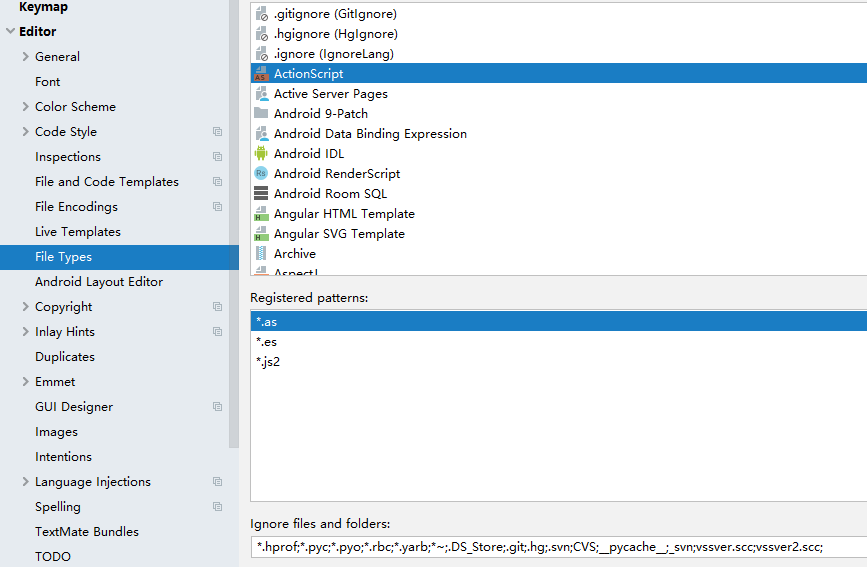 Keymap
Editor
General
Font
Color Scheme
Code Style
Inspections
File and Code Templates
File Encodings
Live Templates
File Types
Android Layout Editor
Copyright
Inlay Hints
Duplicates
Emmet
GUI Designer
Images
Intentions
Language Injections
Spelling
TextMate Bundles
TODO
.gitignore (GitIgnore)
.hgignore (HgIgnore)
.ignore (IgnoreLang)
AS ActionScript
Active Server Pages
Android 9-Patch
Android Data Binding Expression
Android IDL
Rs Android RenderScript
Android Room SQL
H Angular HTML Template
H Angular SVG Template
Archive
AspectJ
Registered patterns:
*.as
*.es
*.js2
Ignore files and folders:
*.hprof;*.pyc;*.pyo;*.rbc;*.yarb;*~;.DS_Store;.git;.hg;.svn;CVS;__pycache__;_svn;vssver.scc;vssver2.scc;